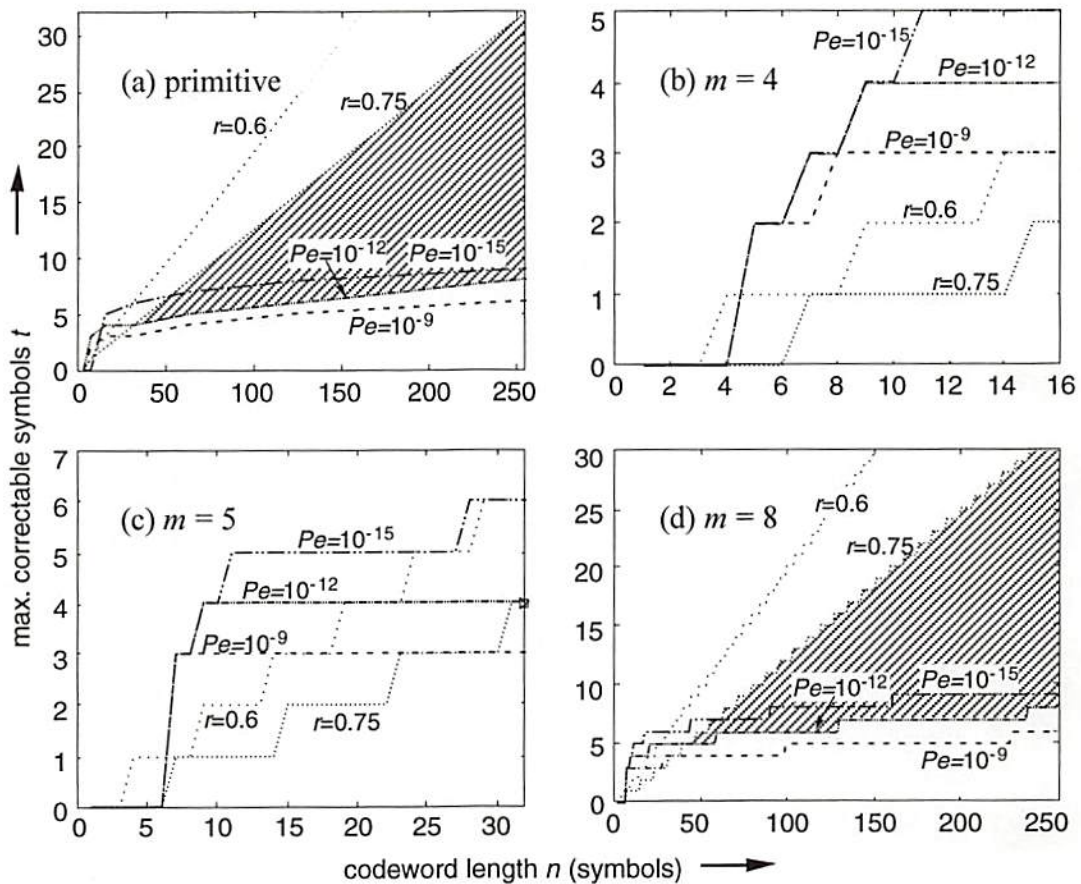 (a) primitive
r=0.6
r=0.75
Pe=10⁻¹²
Pe=10⁻¹⁵
Pe=10⁻⁹
30
25
20
15
10
5
0
0 50 100 150 200 250
(b) m = 4
Pe=10⁻¹⁵
Pe=10⁻¹²
Pe=10⁻⁹
r=0.6
r=0.75
5
4
3
2
1
0
0 2 4 6 8 10 12 14 16
max. correctable symbols t
(c) m = 5
Pe=10⁻¹⁵
Pe=10⁻¹²
Pe=10⁻⁹
r=0.6
r=0.75
7
6
5
4
3
2
1
0
0 5 10 15 20 25 30
(d) m = 8
r=0.6
r=0.75
Pe=10⁻¹⁵
Pe=10⁻¹²
Pe=10⁻⁹
30
25
20
15
10
5
0
0 50 100 150 200 250
codeword length n (symbols)